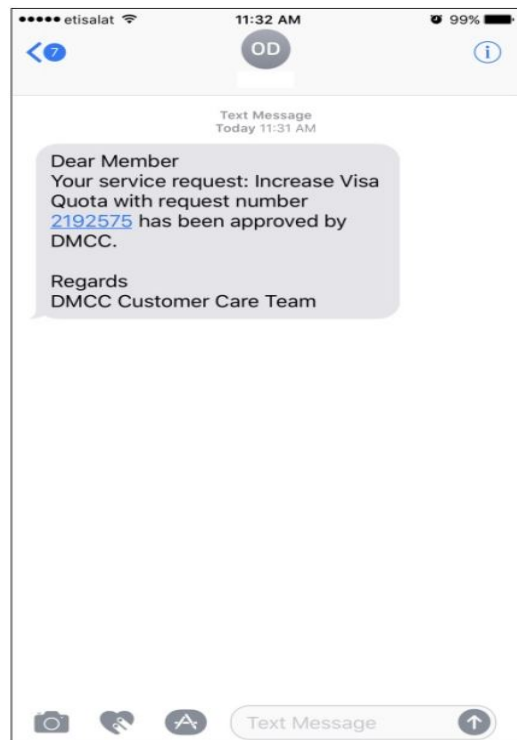 etisalat 11:32 AM 99%
7 OD i
Text Message
Today 11:31 AM
Dear Member
Your service request: Increase Visa
Quota with request number
2192575 has been approved by
DMCC.
Regards
DMCC Customer Care Team
Text Message